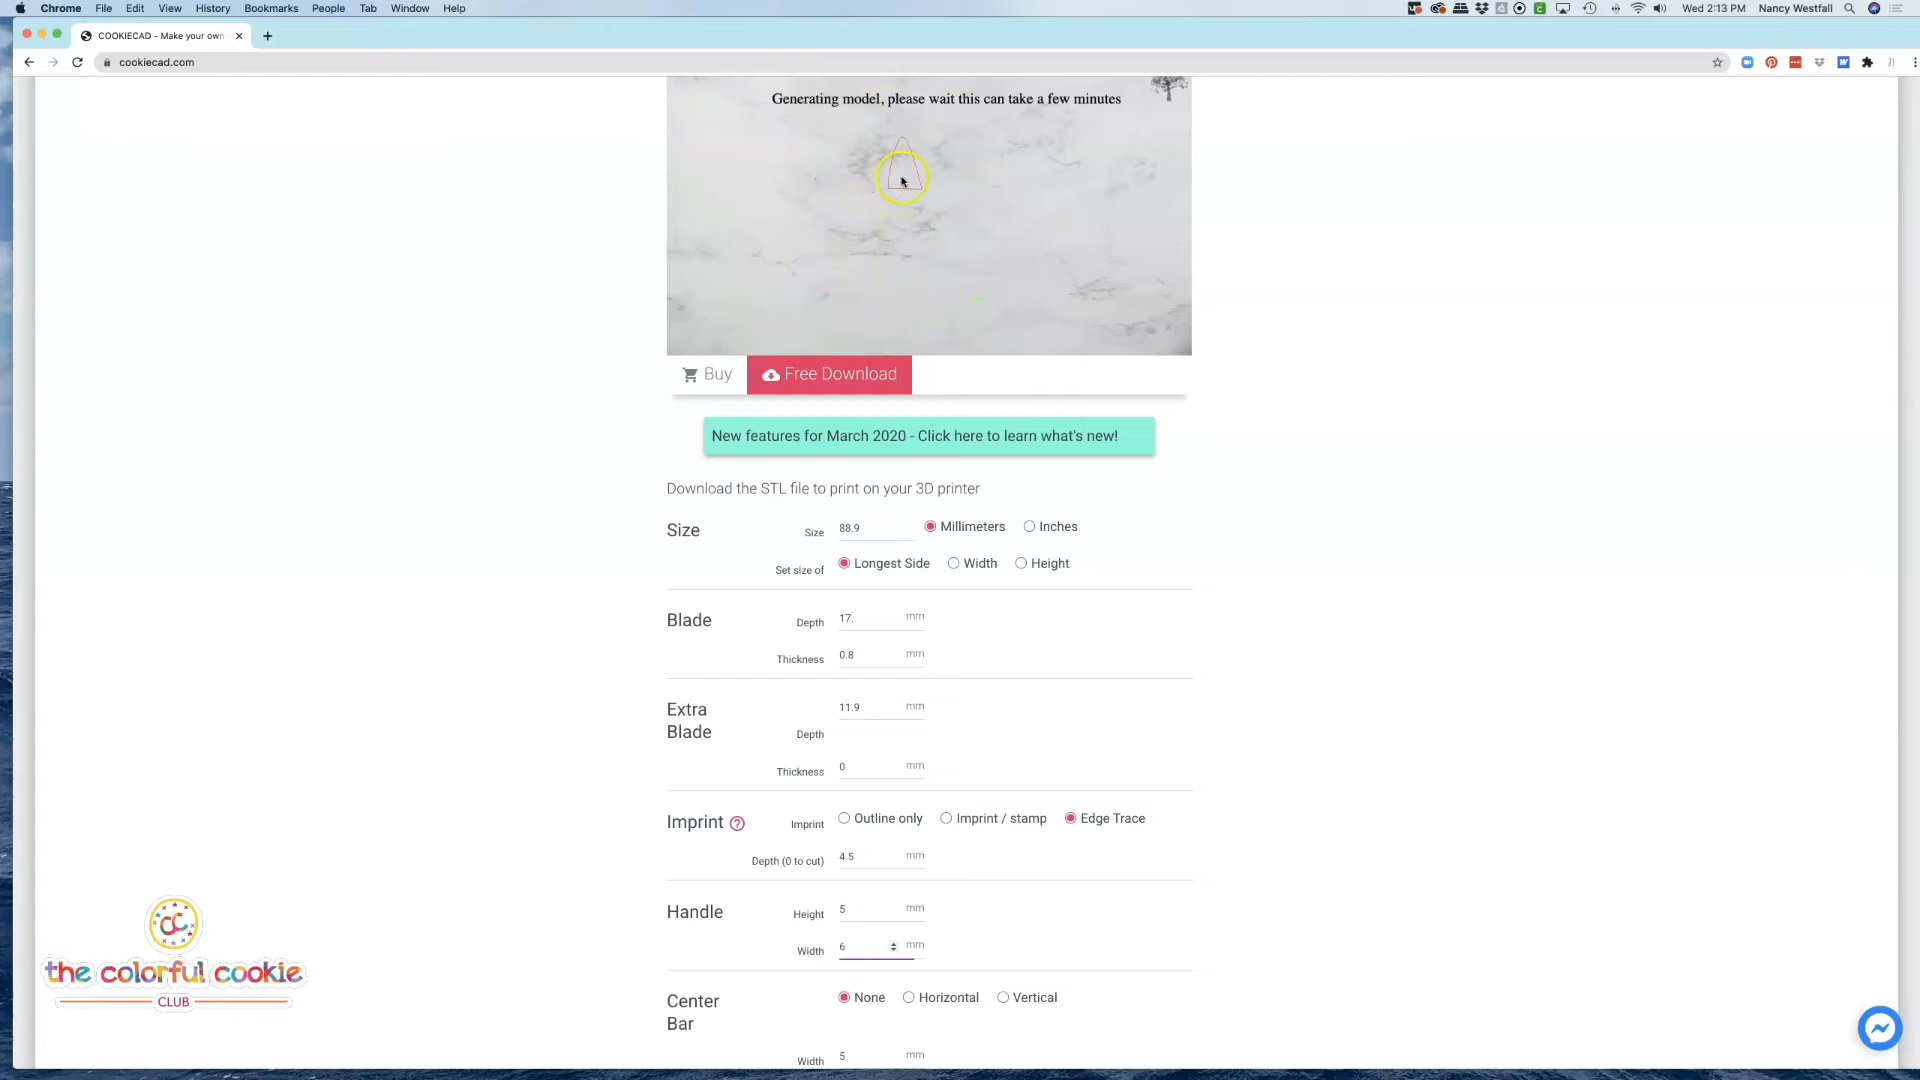 Chrome File Edit View History Bookmarks People Tab Window Help Wed 2:13 PM Nancy Westfall
COOKIECAD - Make your own
cookiecad.com
Generating model, please wait this can take a few minutes
Buy Free Download
New features for March 2020 - Click here to learn what's new!
Download the STL file to print on your 3D printer
Size Size 88.9 Millimeters Inches
Set size of Longest Side Width Height
Blade Depth 17. mm
Thickness 0.8 mm
Extra Blade Depth 11.9 mm
Thickness 0 mm
Imprint Imprint Outline only Imprint / stamp Edge Trace
Depth (0 to cut) 4.5 mm
Handle Height 5 mm
Width 6 mm
Center Bar None Horizontal Vertical
Width 5 mm
CC
the colorful cookie
CLUB